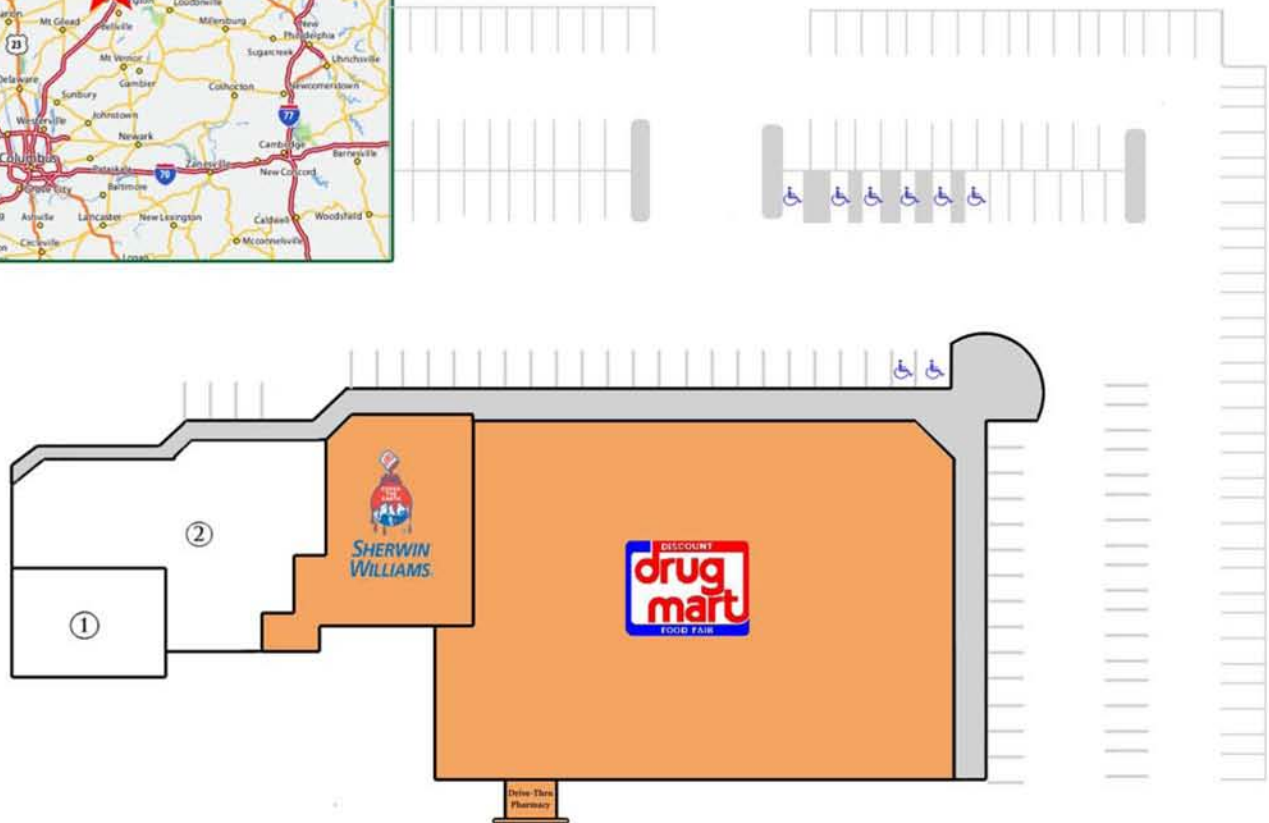 Loudonville
Mt Gilead
Bellville
Millersburg
New
Philadelphia
23
Sugarcreek
Uhrichsville
Mt Vernon
Delaware
Gambier
Coshocton
Newcomerstown
Sunbury
Johnstown
77
Westerville
Newark
Cambridge
Columbus
Zanesville
Barnesville
Pataskala
70
New Concord
Grove City
Baltimore
Ashville
Lancaster
New Lexington
Caldwell
Woodsfield
Circleville
Mcconnelsville
Logan
②
SHERWIN
WILLIAMS.
DISCOUNT
drug
mart
FOOD FAIR
①
Drive-Thru
Pharmacy